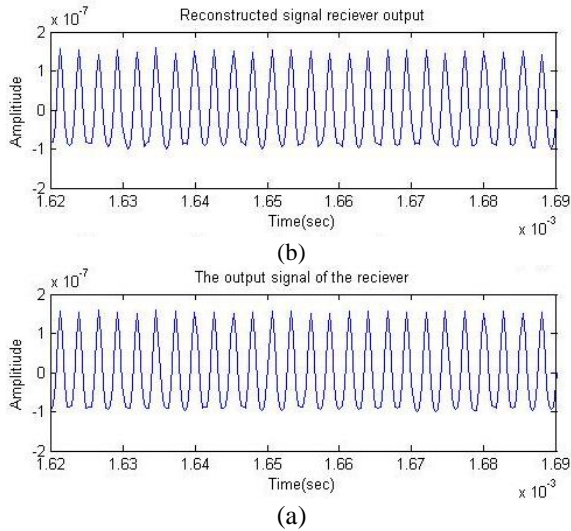 Reconstructed signal reciever output
x 10^-7
2
1
0
-1
-2
Amplitiude
1.62 1.63 1.64 1.65 1.66 1.67 1.68 1.69
Time(sec)
x 10^-3
(b)
The output signal of the reciever
x 10^-7
2
1
0
-1
-2
Amplitiude
1.62 1.63 1.64 1.65 1.66 1.67 1.68 1.69
Time(sec)
x 10^-3
(a)